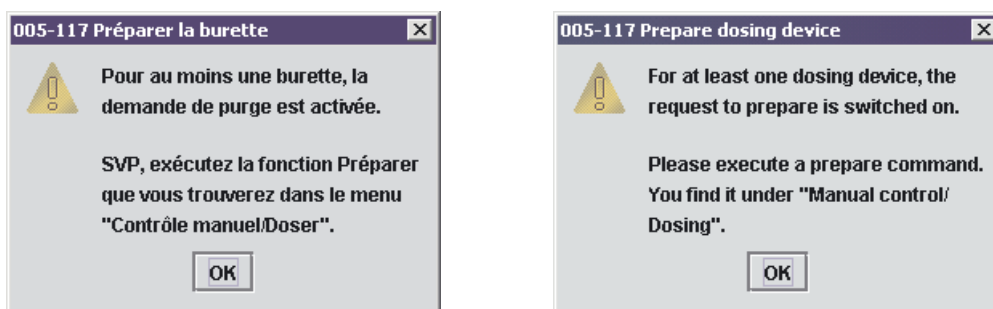 005-117 Préparer la burette
Pour au moins une burette, la
demande de purge est activée.
SVP, exécutez la fonction Préparer
que vous trouverez dans le menu
"Contrôle manuel/Doser".
OK
005-117 Prepare dosing device
For at least one dosing device, the
request to prepare is switched on.
Please execute a prepare command.
You find it under "Manual control/
Dosing".
OK